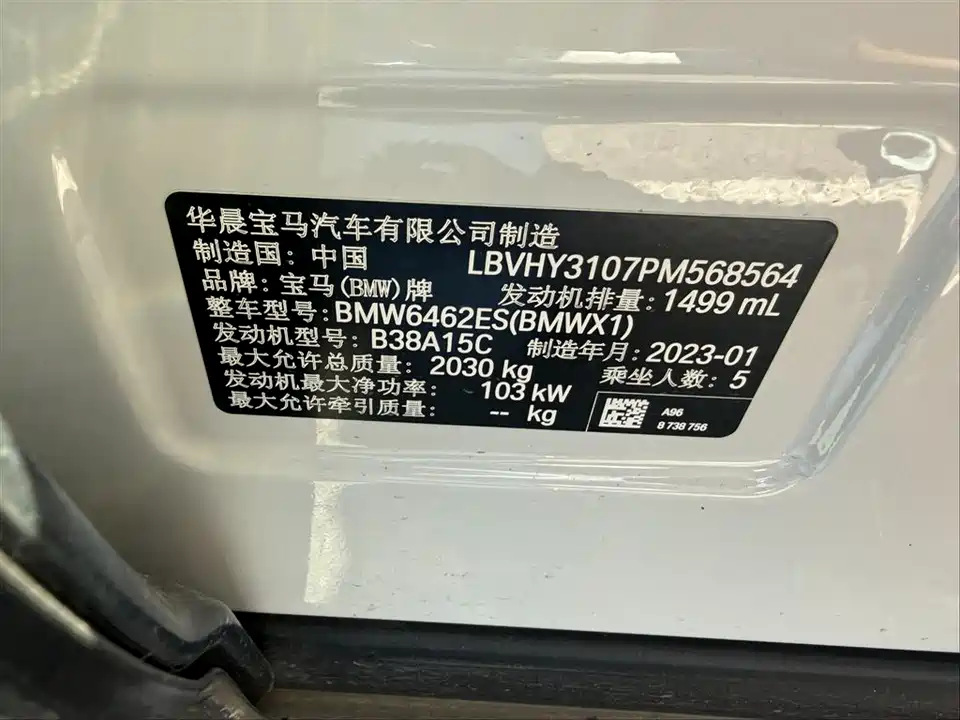 华晨宝马汽车有限公司制造
制造国：中国 LBVHY3107PM568564
品牌：宝马(BMW)牌 发动机排量：1499 mL
整车型号：BMW6462ES(BMWX1)
发动机型号：B38A15C 制造年月：2023-01
最大允许总质量：2030 kg 乘坐人数：5
发动机最大净功率：103 kW
最大允许牵引质量：-- kg
A96
8 738 756